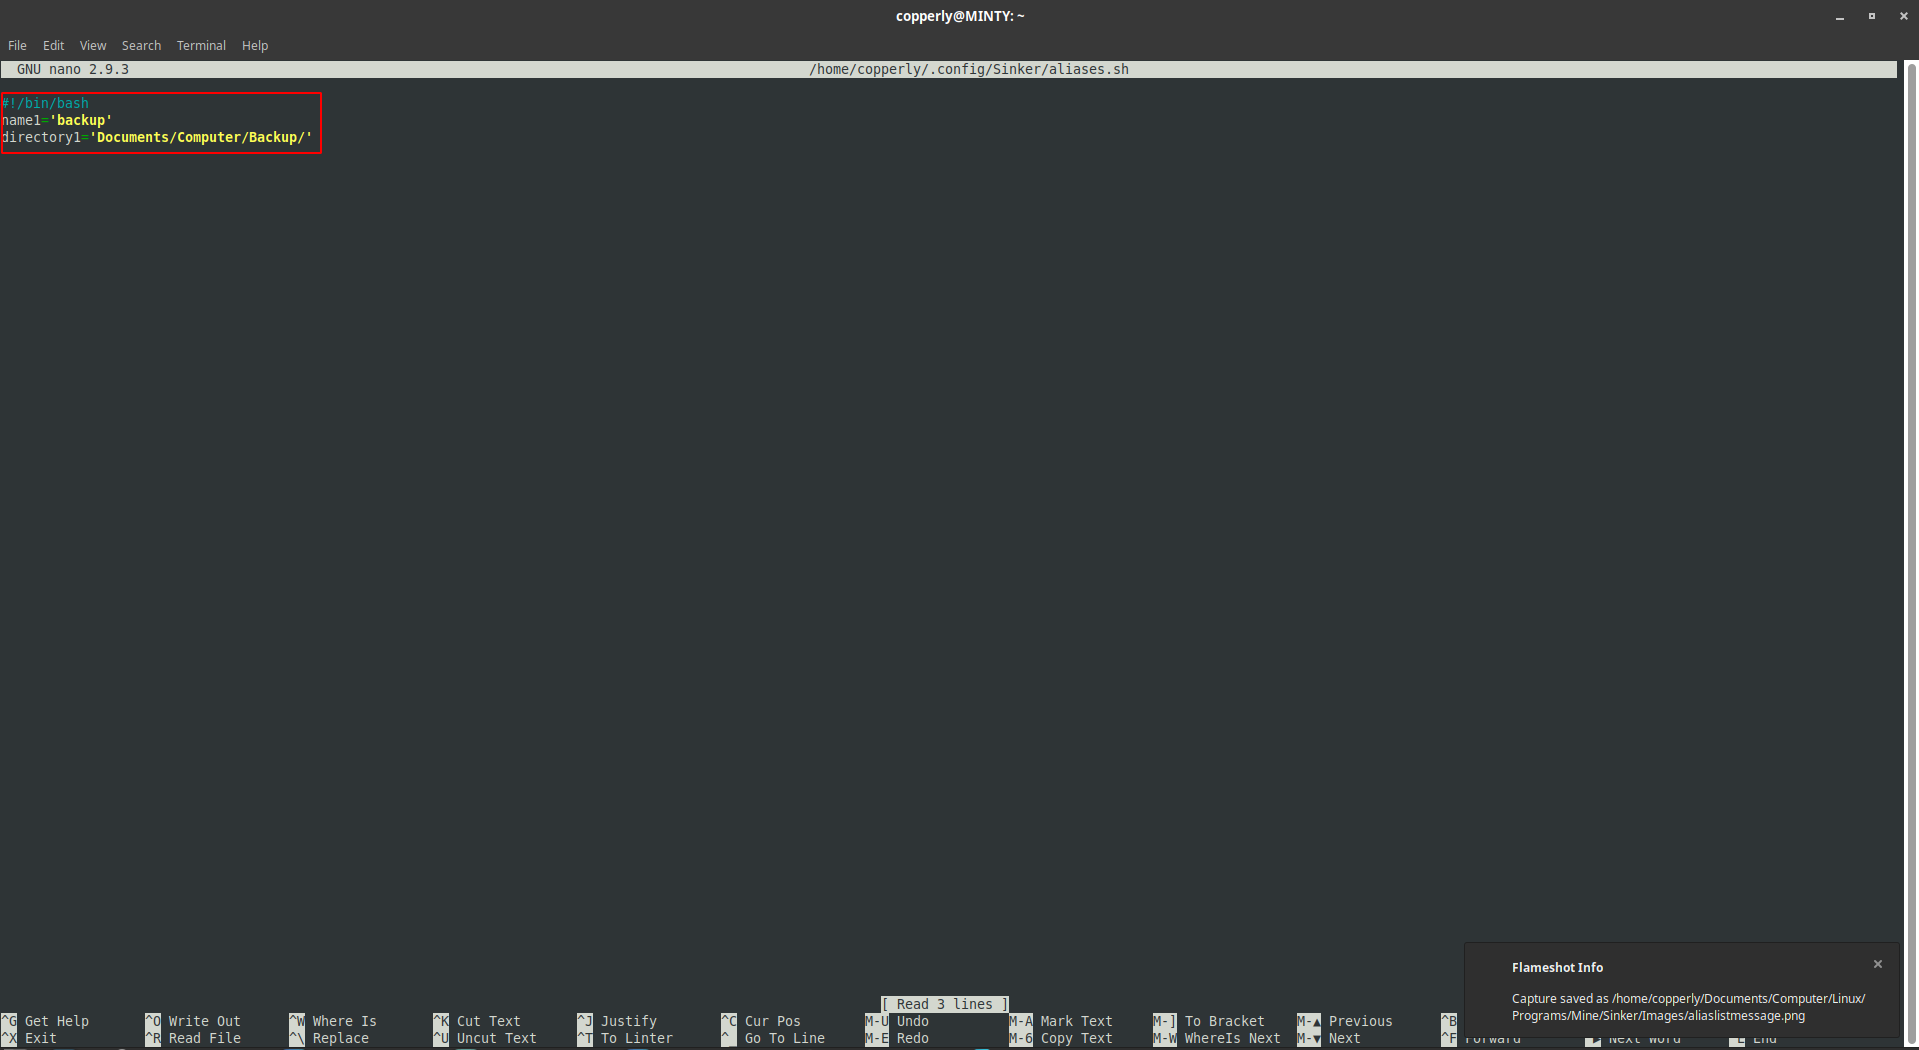 copperly@MINTY: ~
File Edit View Search Terminal Help
GNU nano 2.9.3 /home/copperly/.config/Sinker/aliases.sh
#!/bin/bash
name1='backup'
directory1='Documents/Computer/Backup/'
Flameshot Info
Capture saved as /home/copperly/Documents/Computer/Linux/
Programs/Mine/Sinker/Images/aliaslistmessage.png
[ Read 3 lines ]
^G Get Help ^O Write Out ^W Where Is ^K Cut Text ^J Justify ^C Cur Pos M-U Undo M-A Mark Text M-] To Bracket M-▲ Previous ^B
^X Exit ^R Read File ^\ Replace ^U Uncut Text ^T To Linter ^_ Go To Line M-E Redo M-6 Copy Text M-W WhereIs Next M-▼ Next ^F Forward ^▶ Next Word ^E End